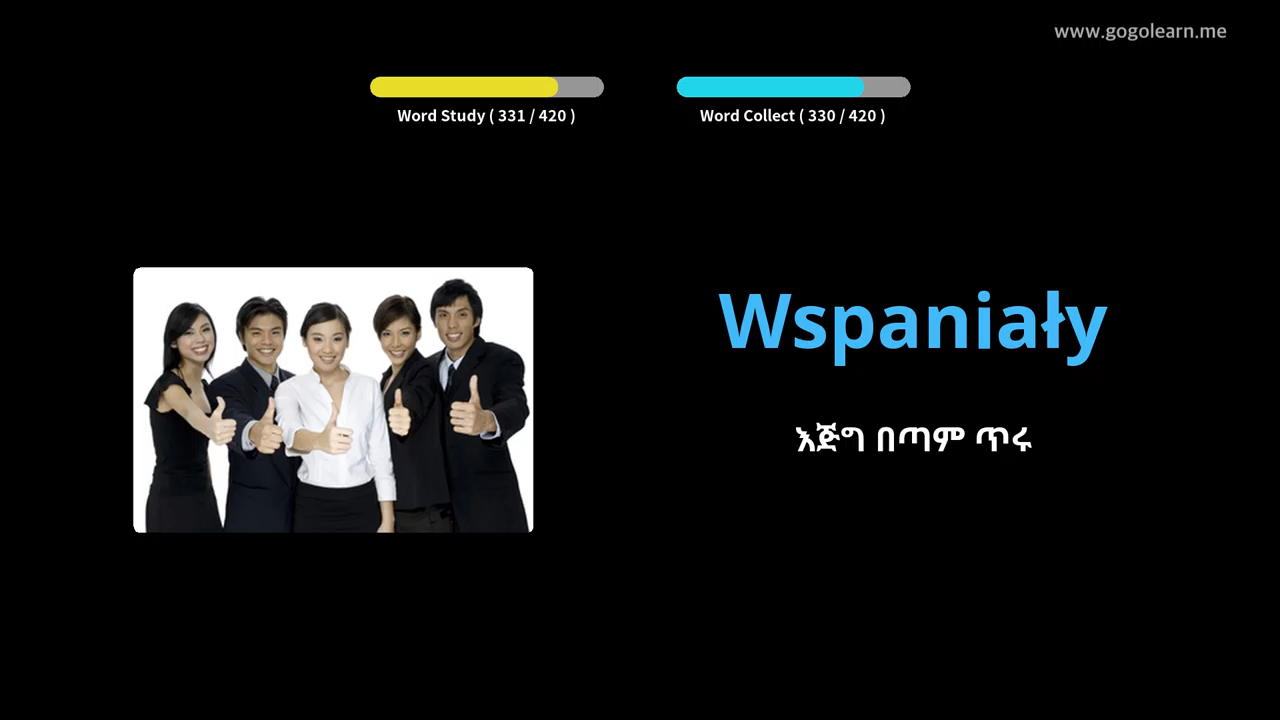 www.gogolearn.me
Word Study ( 331 / 420 )
Word Collect ( 330 / 420 )
Wspaniały
እጅግ በጣም ጥሩ